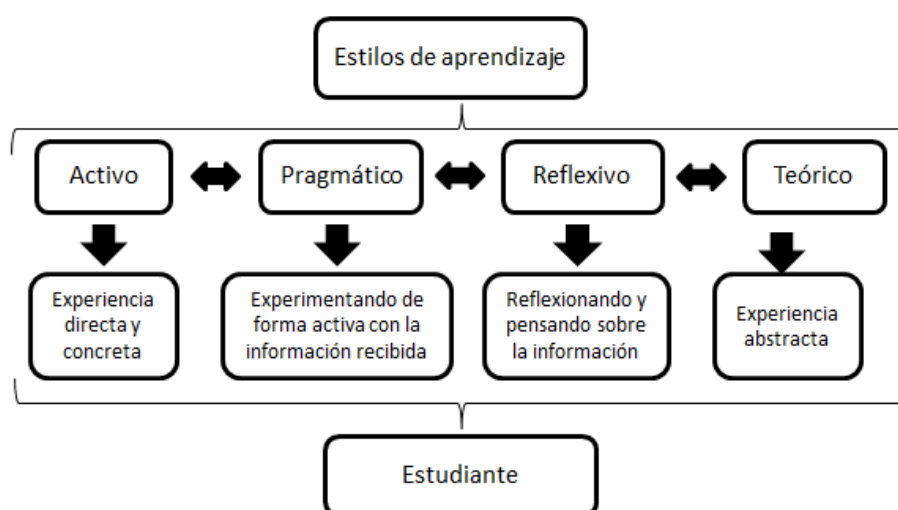 Estilos de aprendizaje
Activo
Pragmático
Reflexivo
Teórico
Experiencia
directa y
concreta
Experimentando de
forma activa con la
información recibida
Reflexionando y
pensando sobre
la información
Experiencia
abstracta
Estudiante